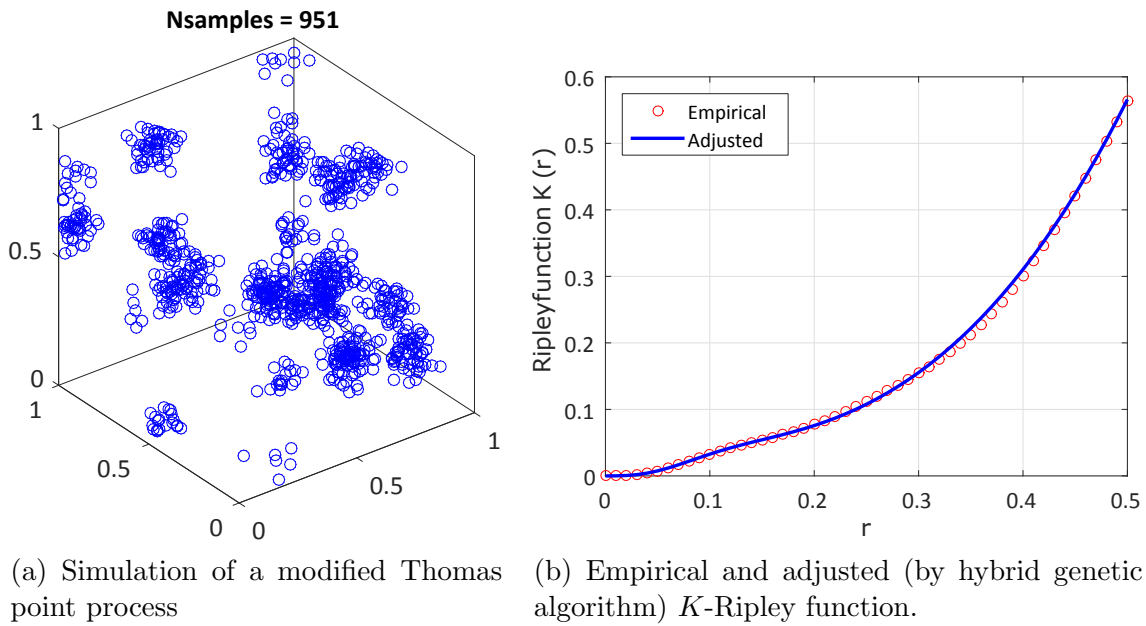 Nsamples = 951
1
0.5
0
1
0.5
0
0
0.5
1
(a) Simulation of a modified Thomas
point process
0.6
0.5
0.4
0.3
0.2
0.1
0
Ripleyfunction K (r)
Empirical
Adjusted
0
0.1
0.2
0.3
0.4
0.5
r
(b) Empirical and adjusted (by hybrid genetic
algorithm) K-Ripley function.